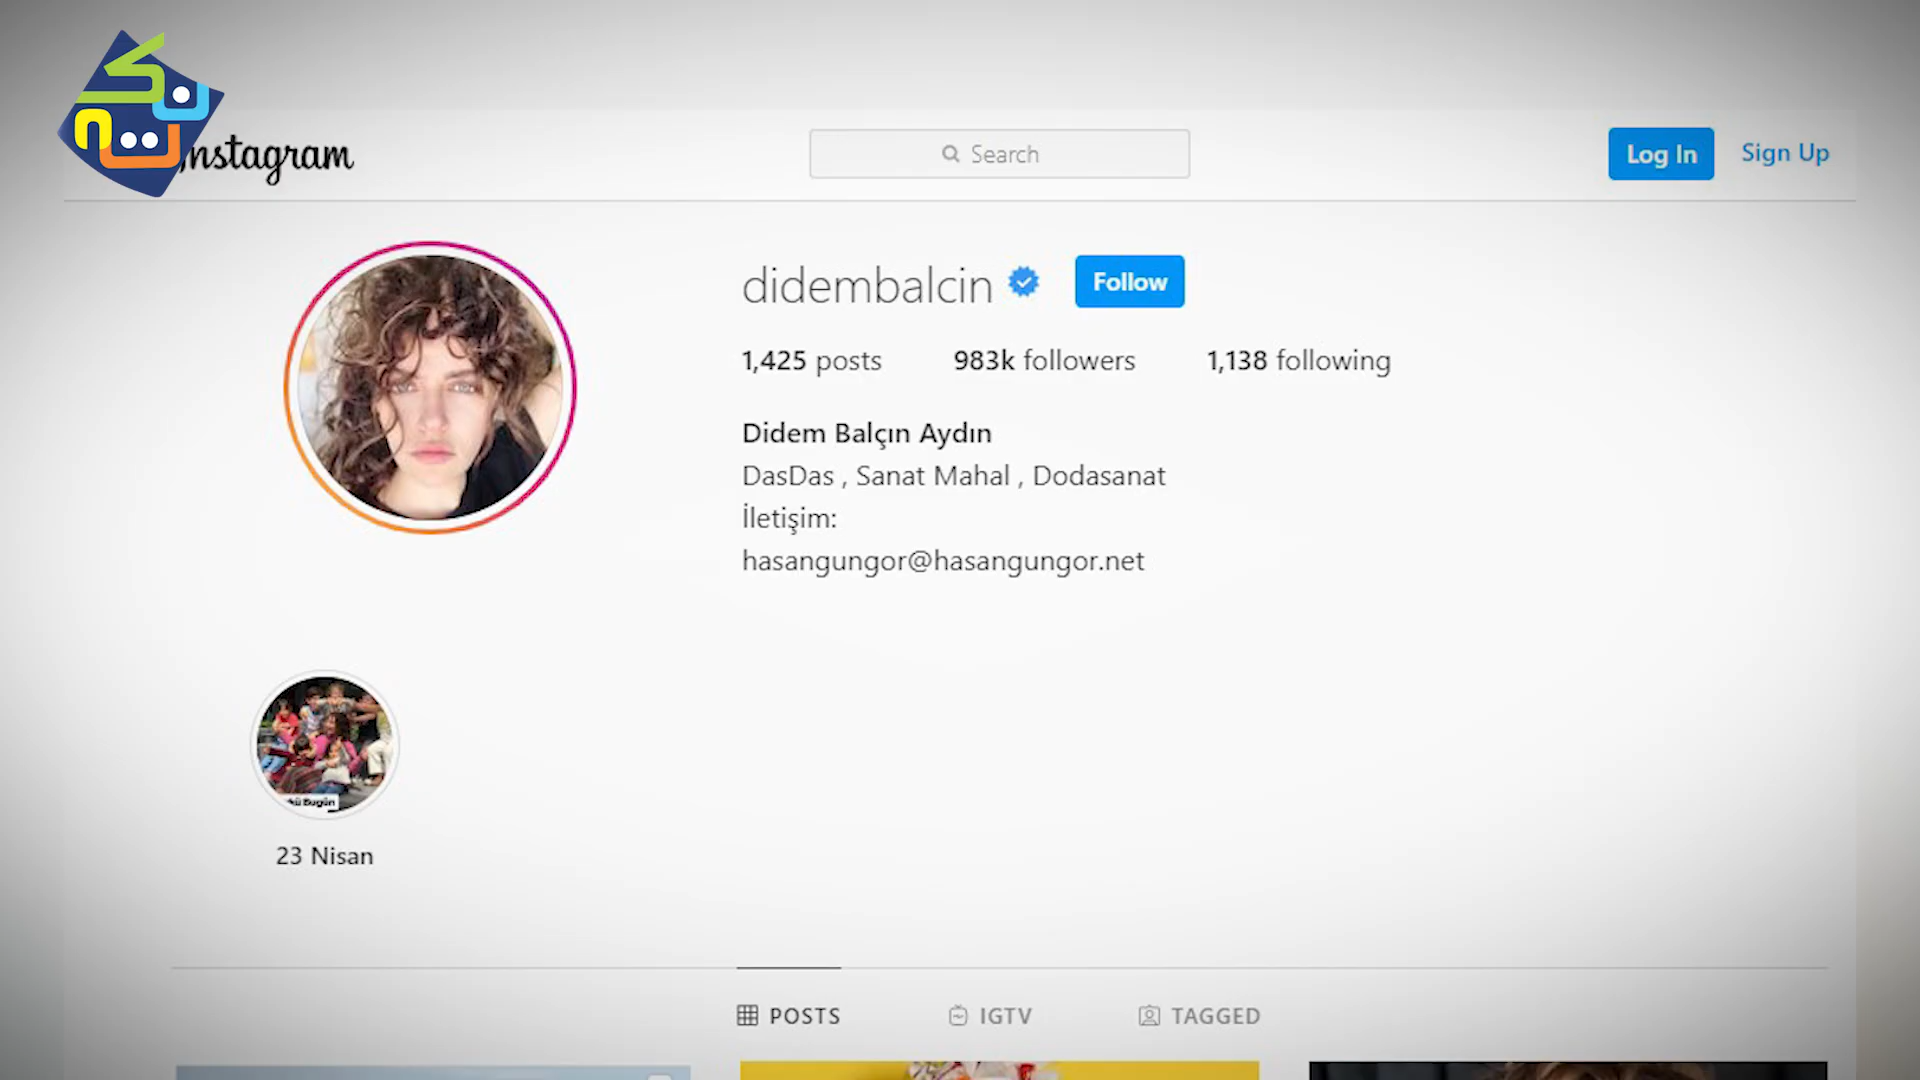 Instagram
Search
Log In
Sign Up
didembalcin
Follow
1,425 posts
983k followers
1,138 following
Didem Balçın Aydın
DasDas , Sanat Mahal , Dodasanat
İletişim:
hasangungor@hasangungor.net
Bugün
23 Nisan
POSTS
IGTV
TAGGED